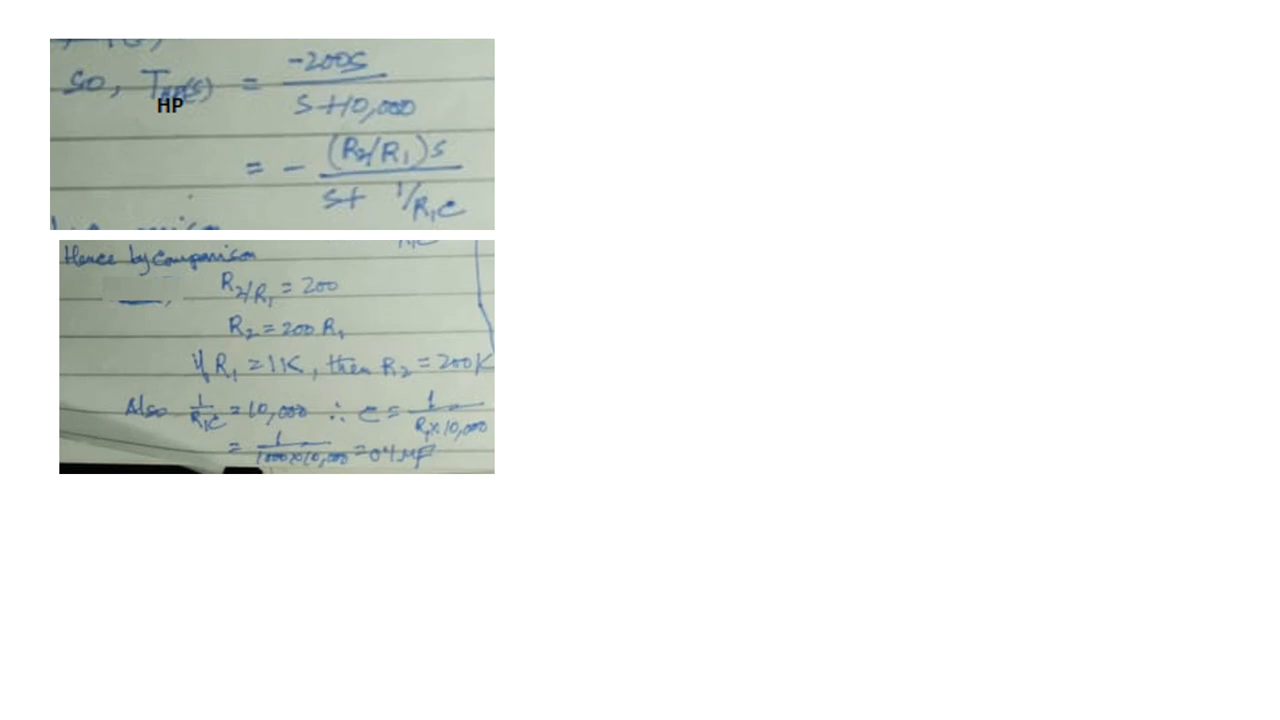 so, T HP (s) = -200s / s+10,000
= - (R2/R1)s / s+ 1/R1C
Hence by comparison
R2/R1 = 200
R2 = 200 R1
if R1 = 1K, then R2 = 200K
Also 1/R1C = 10,000 ∴ C = 1/R1×10,000
= 1/1000×10,000 = 0.1 μF